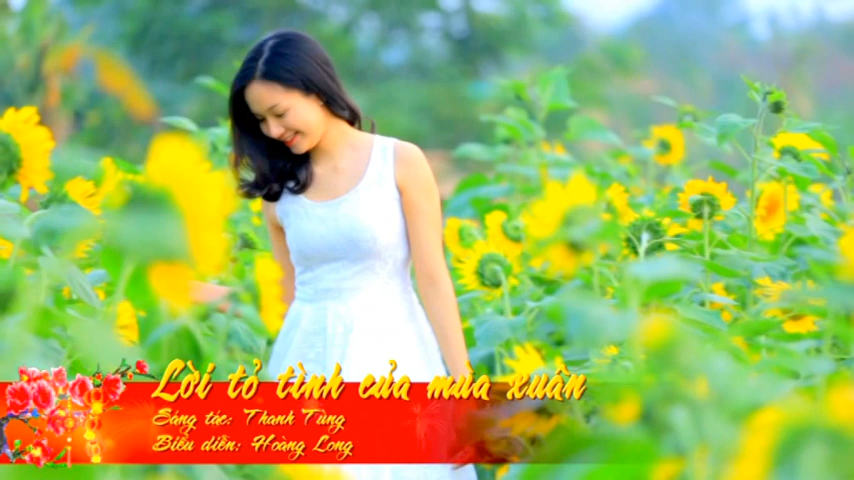 Lời tỏ tình của mùa xuân
Sáng tác: Thanh Tùng
Biểu diễn: Hoàng Long